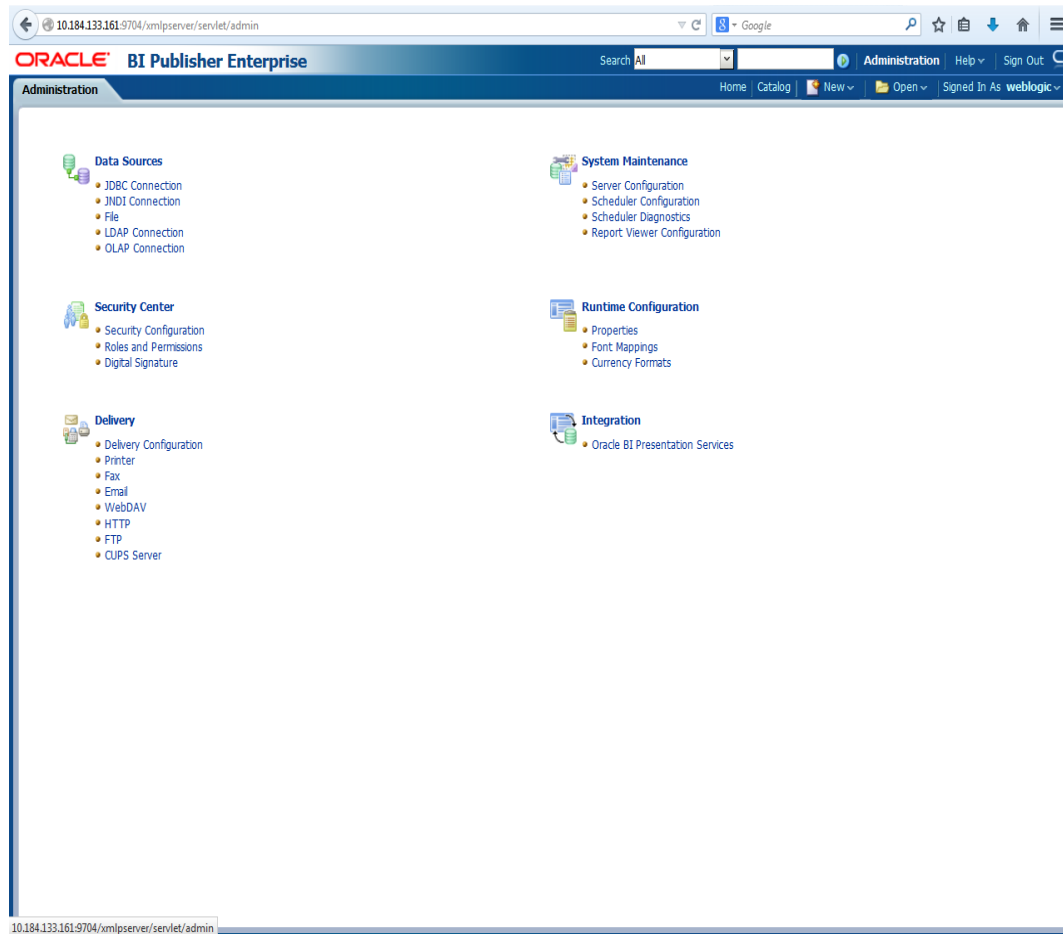 10.184.133.161:9704/xmlpserver/servlet/admin
Google
ORACLE BI Publisher Enterprise
Search All
Administration Help Sign Out
Administration
Home Catalog New Open Signed In As weblogic
Data Sources
JDBC Connection
JNDI Connection
File
LDAP Connection
OLAP Connection
System Maintenance
Server Configuration
Scheduler Configuration
Scheduler Diagnostics
Report Viewer Configuration
Security Center
Security Configuration
Roles and Permissions
Digital Signature
Runtime Configuration
Properties
Font Mappings
Currency Formats
Delivery
Delivery Configuration
Printer
Fax
Email
WebDAV
HTTP
FTP
CUPS Server
Integration
Oracle BI Presentation Services
10.184.133.161:9704/xmlpserver/servlet/admin